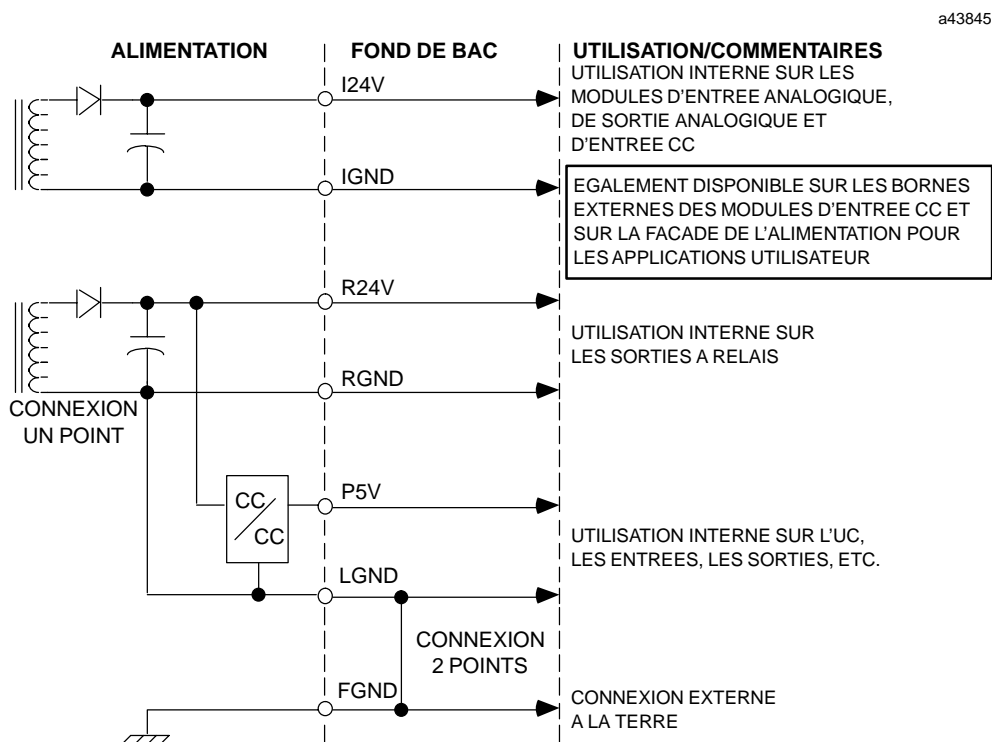 a43845
ALIMENTATION
FOND DE BAC
UTILISATION/COMMENTAIRES
I24V
UTILISATION INTERNE SUR LES
MODULES D'ENTREE ANALOGIQUE,
DE SORTIE ANALOGIQUE ET
D'ENTREE CC
IGND
EGALEMENT DISPONIBLE SUR LES BORNES
EXTERNES DES MODULES D'ENTREE CC ET
SUR LA FACADE DE L'ALIMENTATION POUR
LES APPLICATIONS UTILISATEUR
R24V
UTILISATION INTERNE SUR
LES SORTIES A RELAIS
RGND
CONNEXION
UN POINT
CC
CC
P5V
UTILISATION INTERNE SUR L'UC,
LES ENTREES, LES SORTIES, ETC.
LGND
CONNEXION
2 POINTS
FGND
CONNEXION EXTERNE
A LA TERRE